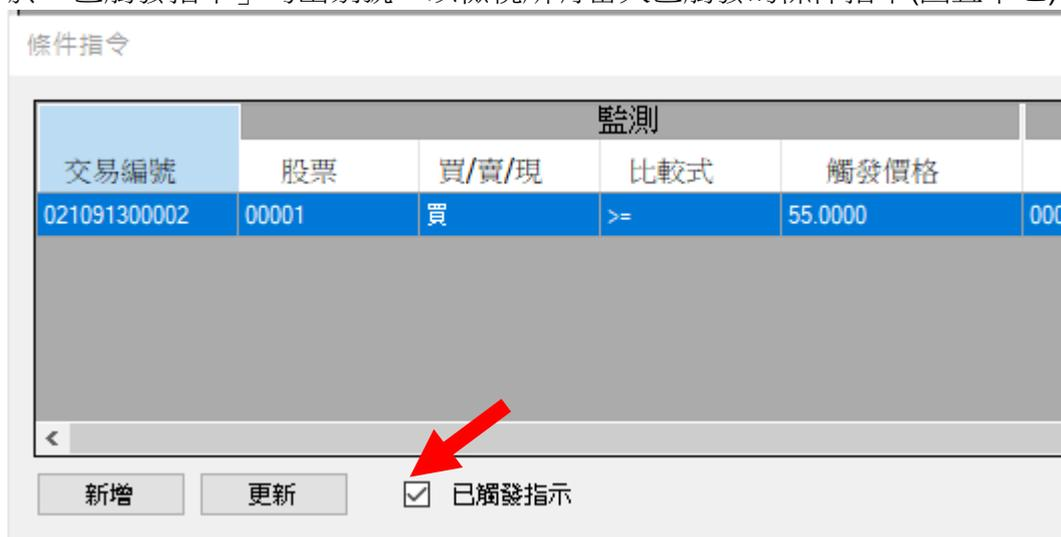 條件指令
監測
交易編號 股票 買/賣/現 比較式 觸發價格
021091300002 00001 買 >= 55.0000 000
新增 更新 已觸發指示